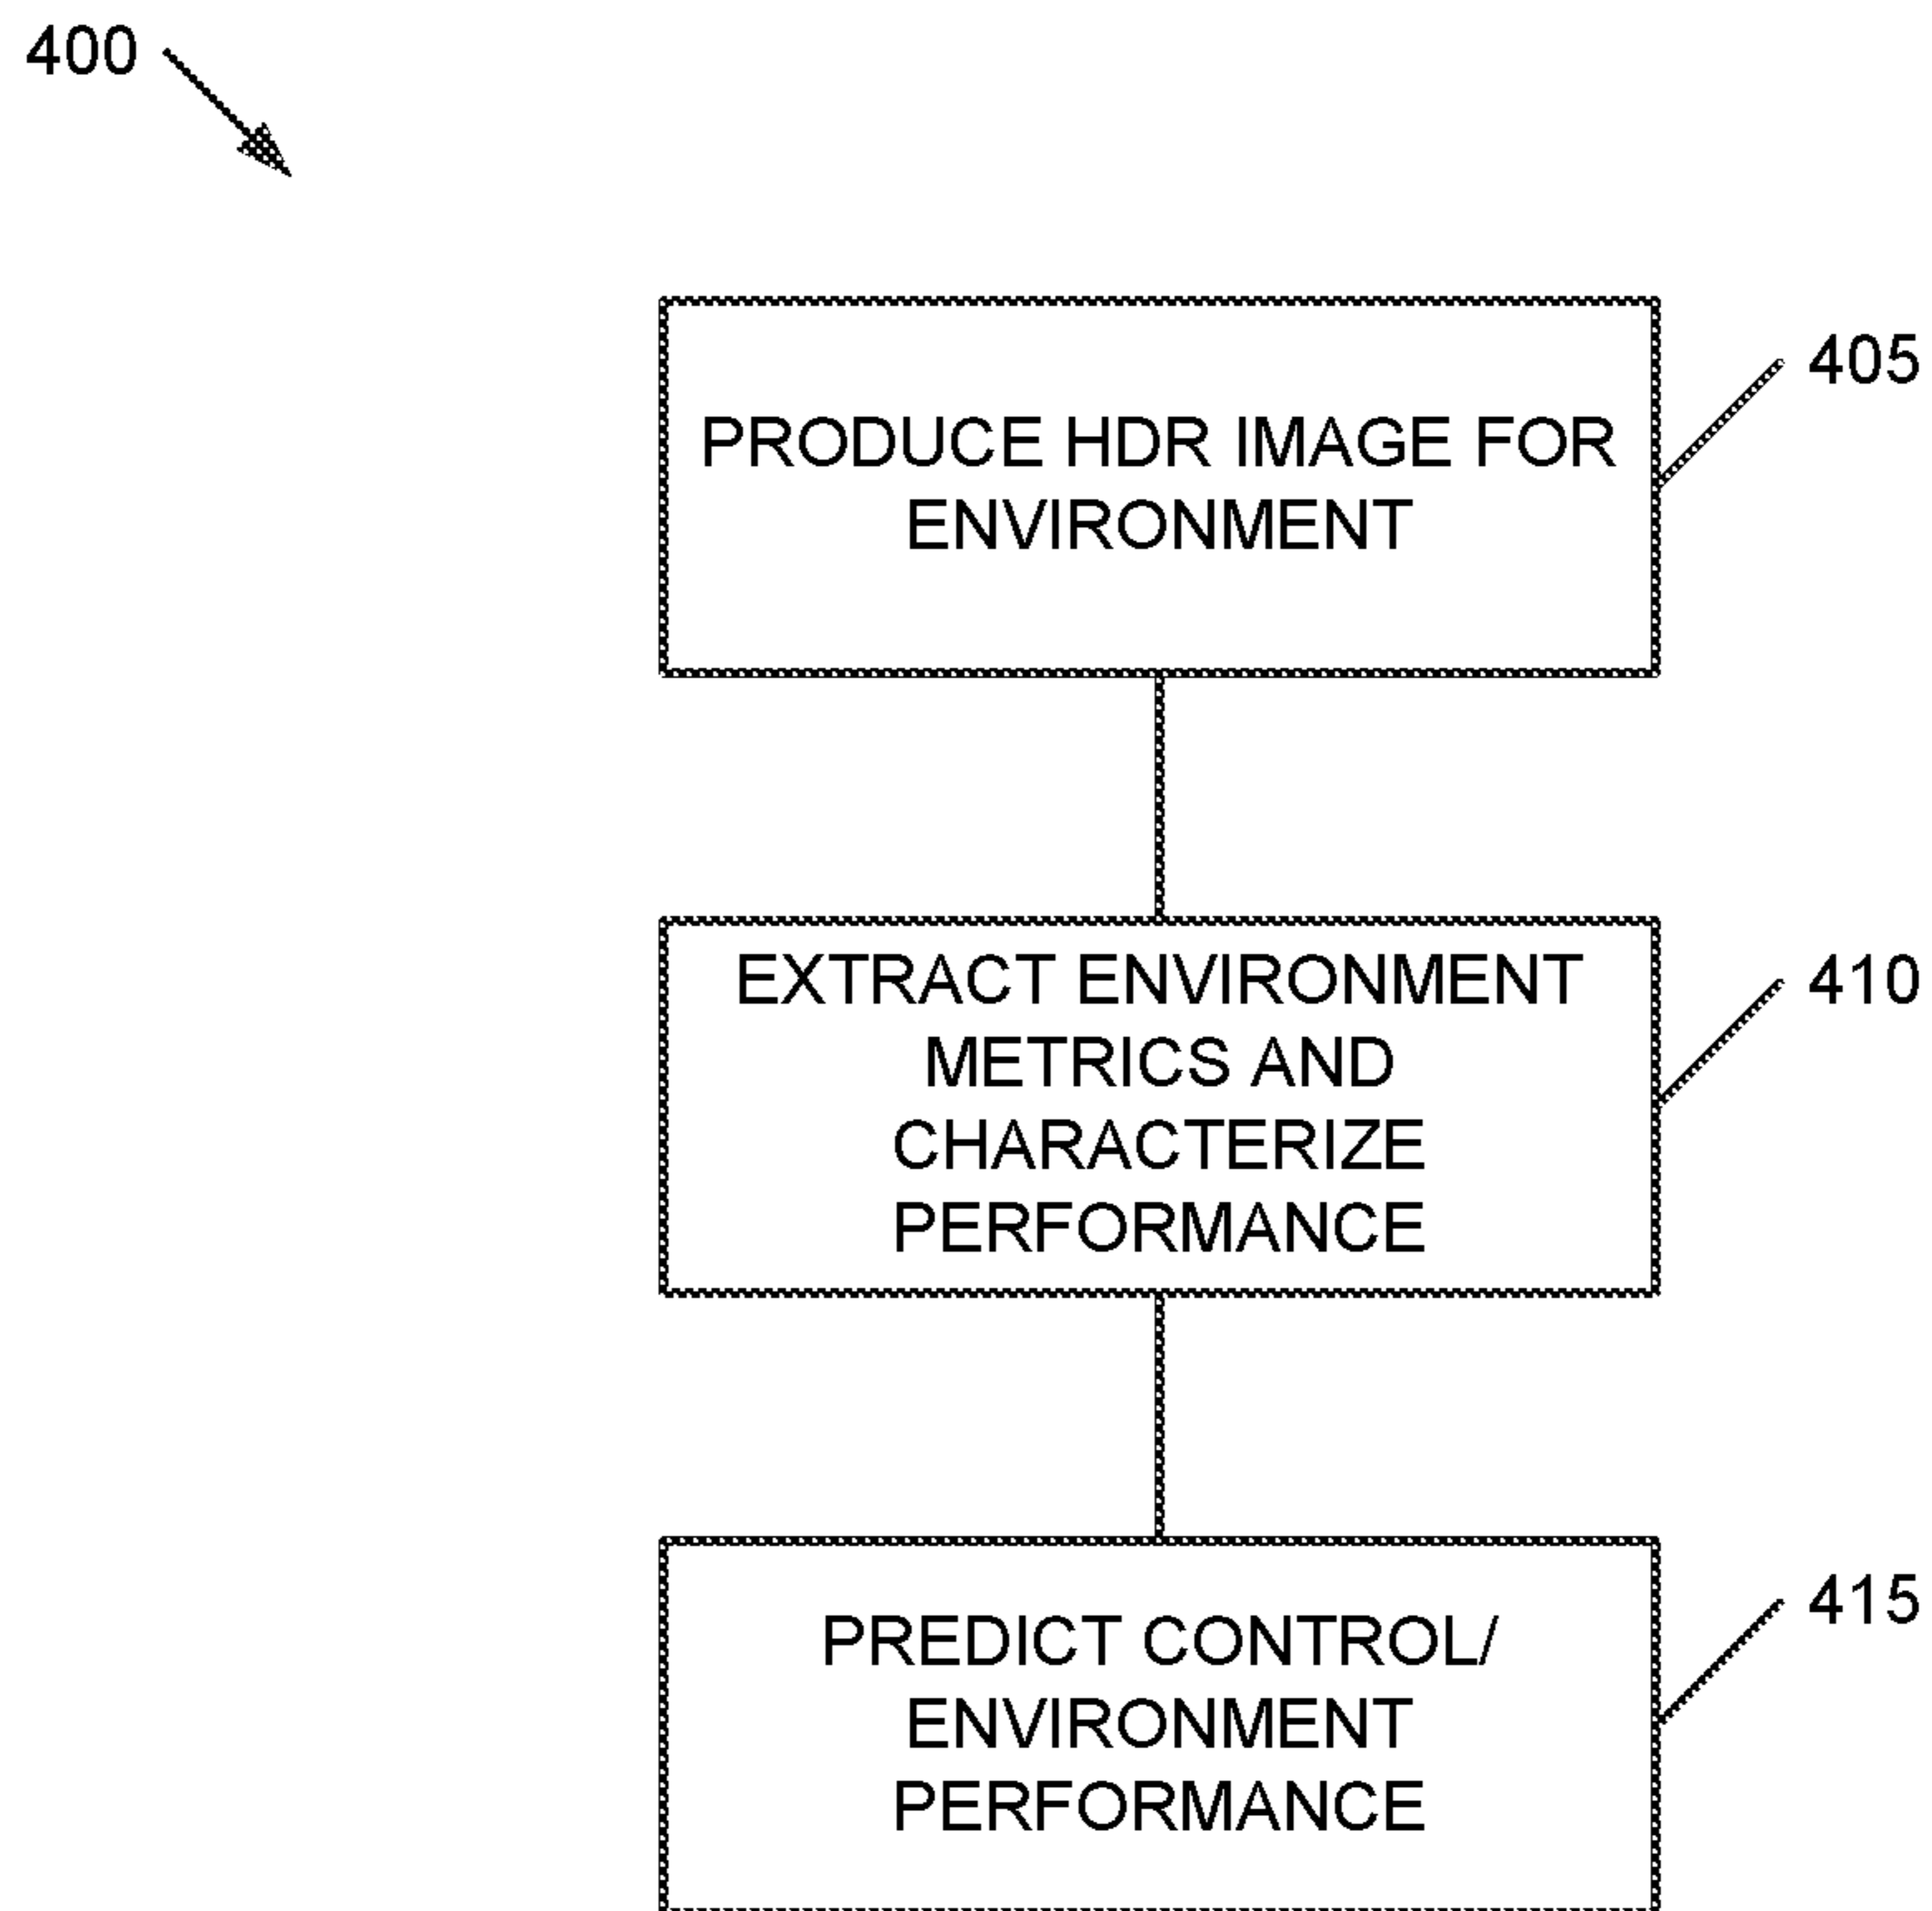 400
405
PRODUCE HDR IMAGE FOR
ENVIRONMENT
410
EXTRACT ENVIRONMENT
METRICS AND
CHARACTERIZE
PERFORMANCE
415
PREDICT CONTROL/
ENVIRONMENT
PERFORMANCE